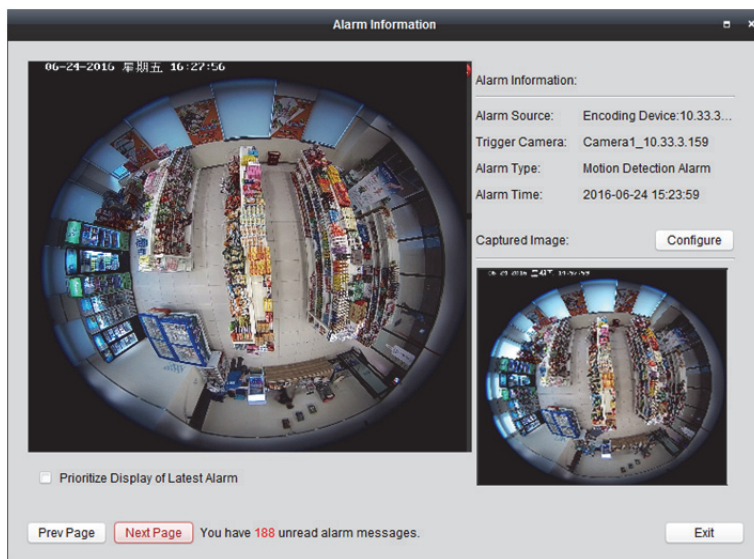 Alarm Information
06-24-2016 星期五 16:27:56
Alarm Information:
Alarm Source: Encoding Device:10.33.3...
Trigger Camera: Camera1_10.33.3.159
Alarm Type: Motion Detection Alarm
Alarm Time: 2016-06-24 15:23:59
Captured Image: Configure
Prioritize Display of Latest Alarm
Prev Page Next Page You have 188 unread alarm messages. Exit